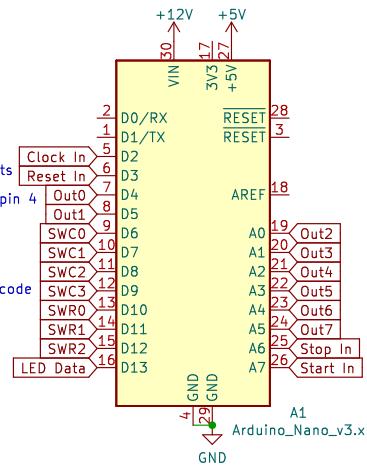 +12V +5V
30 17 27
VIN 3V3 +5V
2 D0/RX RESET 28
1 D1/TX RESET 3
Clock In 5 D2
ts
Reset In 6 D3
Out0 7 D4 AREF 18
pin 4
Out1 8 D5
SWC0 9 D6 A0 19 Out2
SWC1 10 D7 A1 20 Out3
SWC2 11 D8 A2 21 Out4
code
SWC3 12 D9 A3 22 Out5
SWR0 13 D10 A4 23 Out6
SWR1 14 D11 A5 24 Out7
SWR2 15 D12 A6 25 Stop In
LED Data 16 D13 A7 26 Start In
GND GND
4 29
A1
Arduino_Nano_v3.x
GND